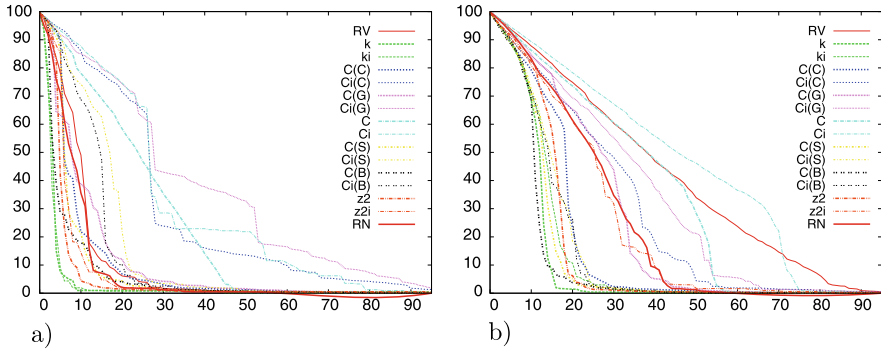 100
90
80
70
60
50
40
30
20
10
0
0 10 20 30 40 50 60 70 80 90
RV
k
ki
C(C)
Ci(C)
C(G)
Ci(G)
C
Ci
C(S)
Ci(S)
C(B)
Ci(B)
z2
z2i
RN
a)
100
90
80
70
60
50
40
30
20
10
0
0 10 20 30 40 50 60 70 80 90
RV
k
ki
C(C)
Ci(C)
C(G)
Ci(G)
C
Ci
C(S)
Ci(S)
C(B)
Ci(B)
z2
z2i
RN
b)